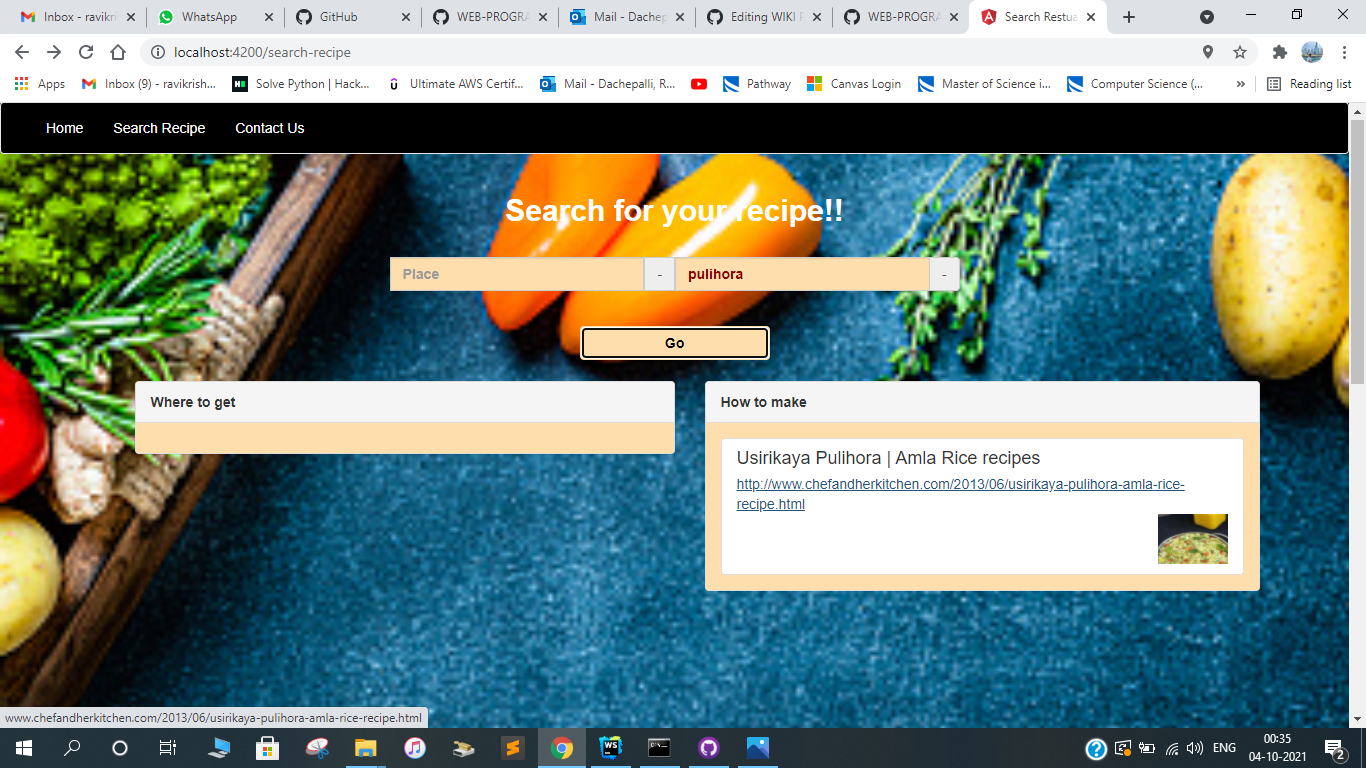 Inbox - ravikris
WhatsApp
GitHub
WEB-PROGRA
Mail - Dachep
Editing WIKI P
WEB-PROGRA
Search Restua
localhost:4200/search-recipe
Apps
Inbox (9) - ravikrish...
Solve Python | Hack...
Ultimate AWS Certif...
Mail - Dachepalli, R...
Pathway
Canvas Login
Master of Science i...
Computer Science (...
»
Reading list
Home
Search Recipe
Contact Us
Search for your recipe!!
Place
-
pulihora
-
Go
Where to get
How to make
Usirikaya Pulihora | Amla Rice recipes
http://www.chefandherkitchen.com/2013/06/usirikaya-pulihora-amla-rice-
recipe.html
www.chefandherkitchen.com/2013/06/usirikaya-pulihora-amla-rice-recipe.html
WS
ENG
00:35
04-10-2021
2